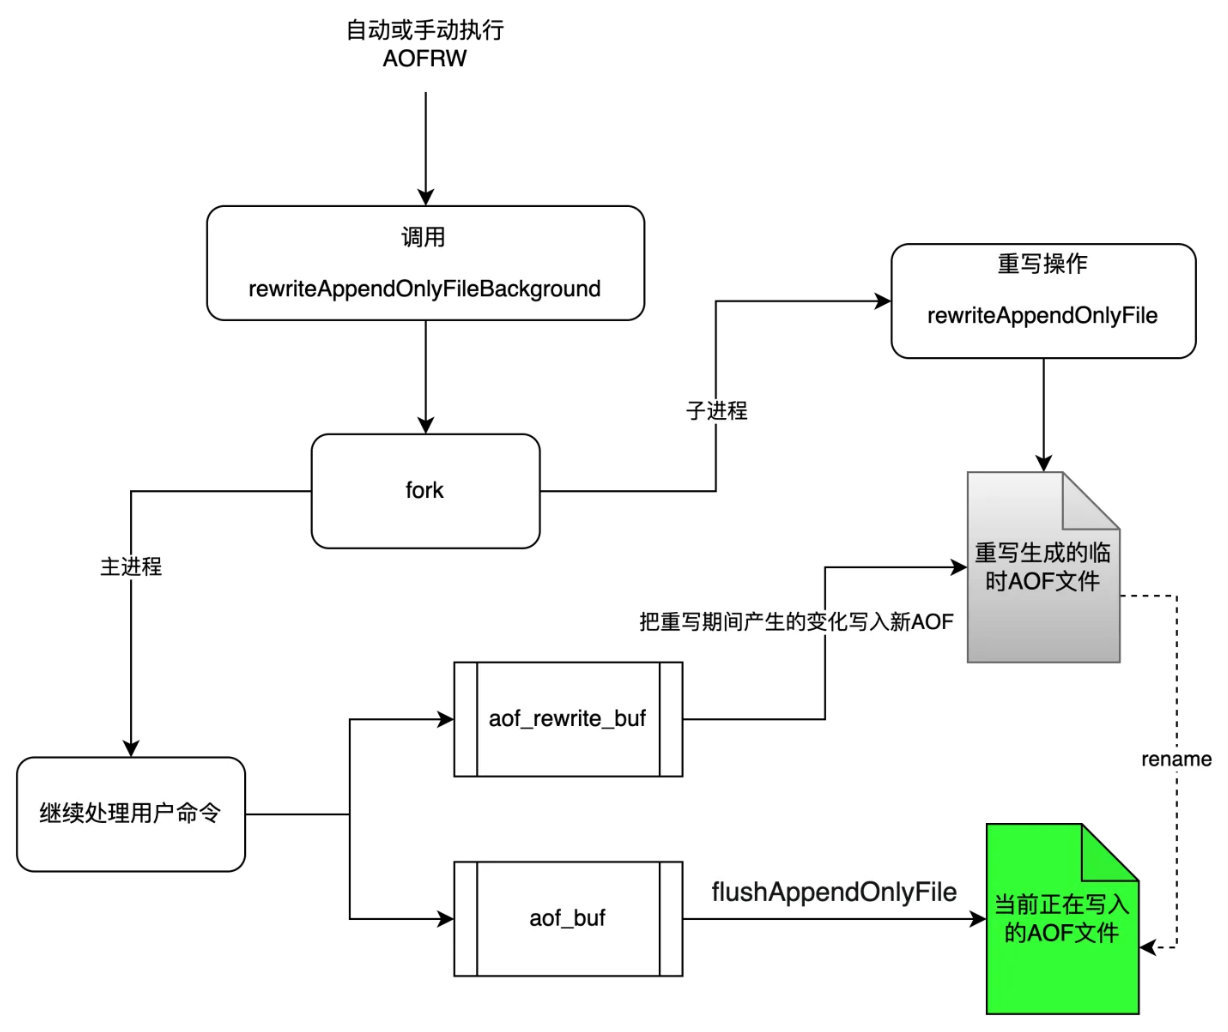 自动或手动执行
AOFRW
调用
rewriteAppendOnlyFileBackground
重写操作
rewriteAppendOnlyFile
子进程
fork
主进程
重写生成的临
时AOF文件
把重写期间产生的变化写入新AOF
aof_rewrite_buf
rename
继续处理用户命令
flushAppendOnlyFile
aof_buf
当前正在写入
的AOF文件